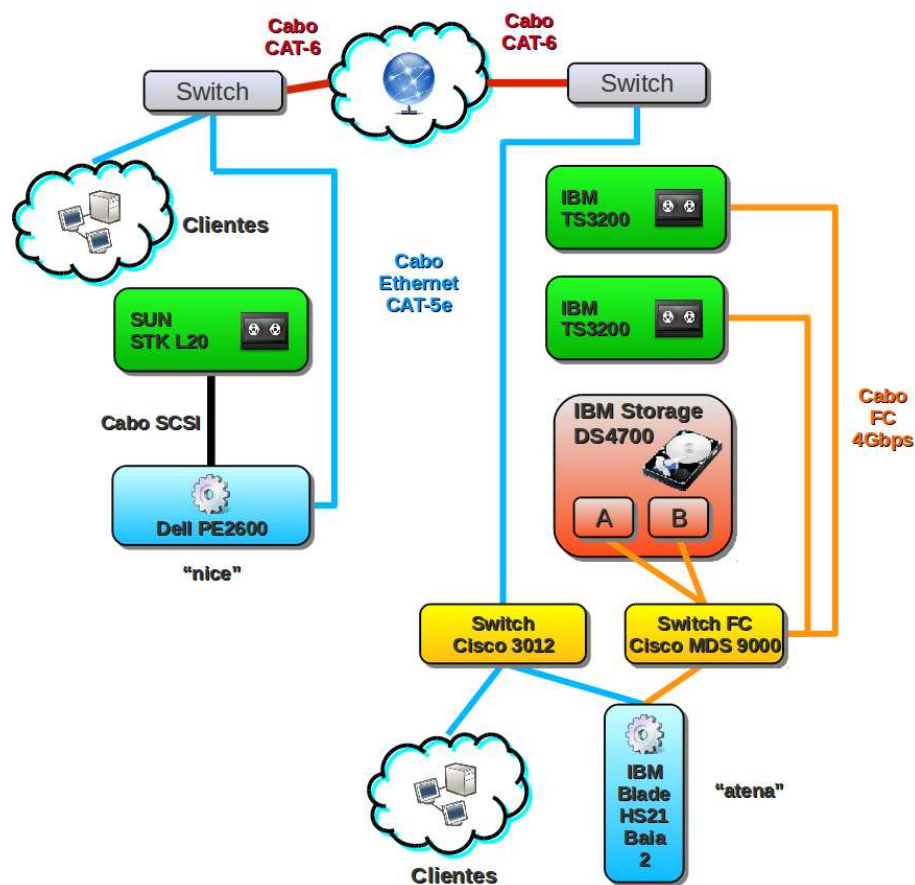 Cabo
CAT-6
Cabo
CAT-6
Switch
Switch
Clientes
IBM
TS3200
Cabo
Ethernet
CAT-5e
SUN
STK L20
IBM
TS3200
Cabo SCSI
IBM Storage
DS4700
Cabo
FC
4Gbps
A
B
Dell PE2600
“nice”
Switch
Cisco 3012
Switch FC
Cisco MDS 9000
IBM
Blade
HS21
Baia
2
“atena”
Clientes